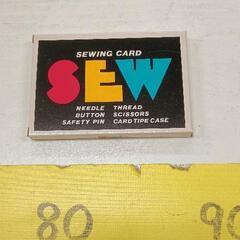 SEWING CARD
SEW
NEEDLE THREAD
BUTTON SCISSORS
SAFETY PIN CARD TIPE CASE
80 90